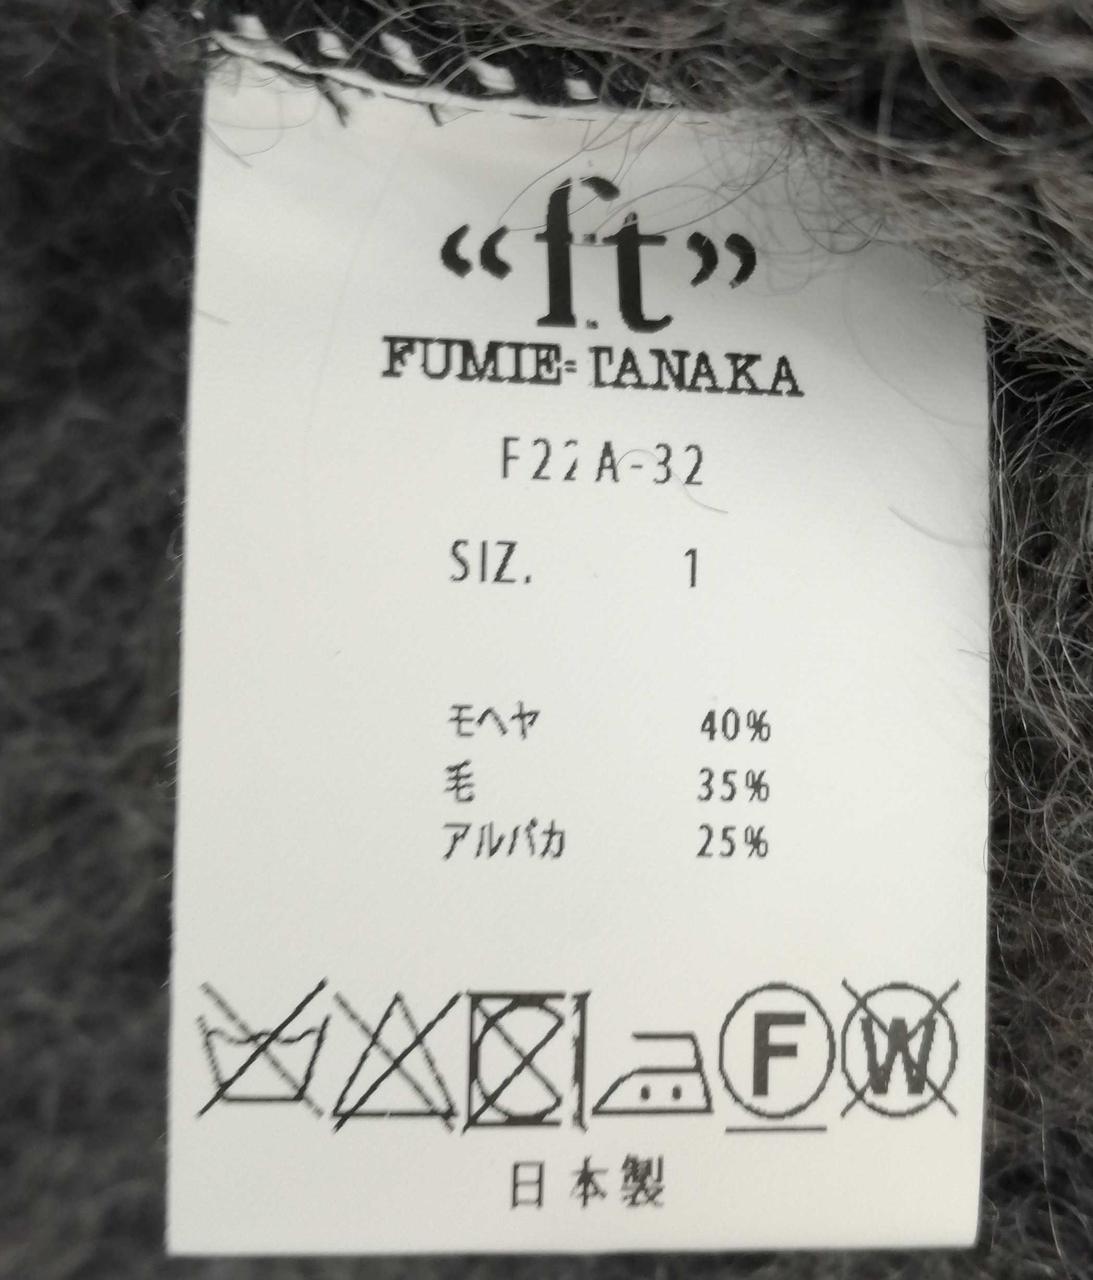 “ft”
FUMIE=TANAKA
F22A-32
SIZ. 1
モヘヤ 40%
毛 35%
アルパカ 25%
F W
日本製